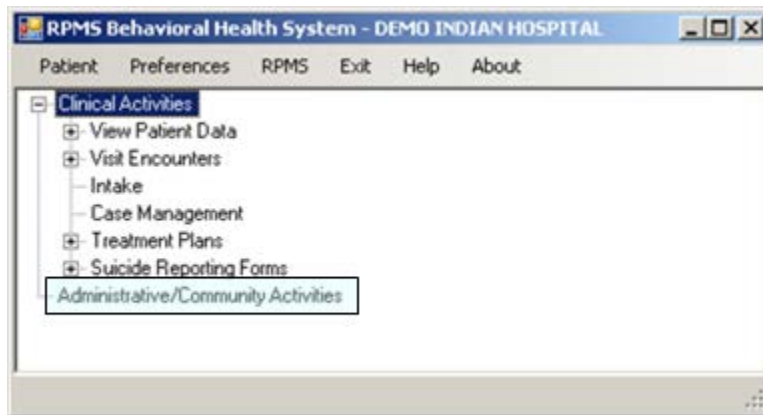 RPMS Behavioral Health System - DEMO INDIAN HOSPITAL
Patient Preferences RPMS Exit Help About
Clinical Activities
View Patient Data
Visit Encounters
Intake
Case Management
Treatment Plans
Suicide Reporting Forms
Administrative/Community Activities